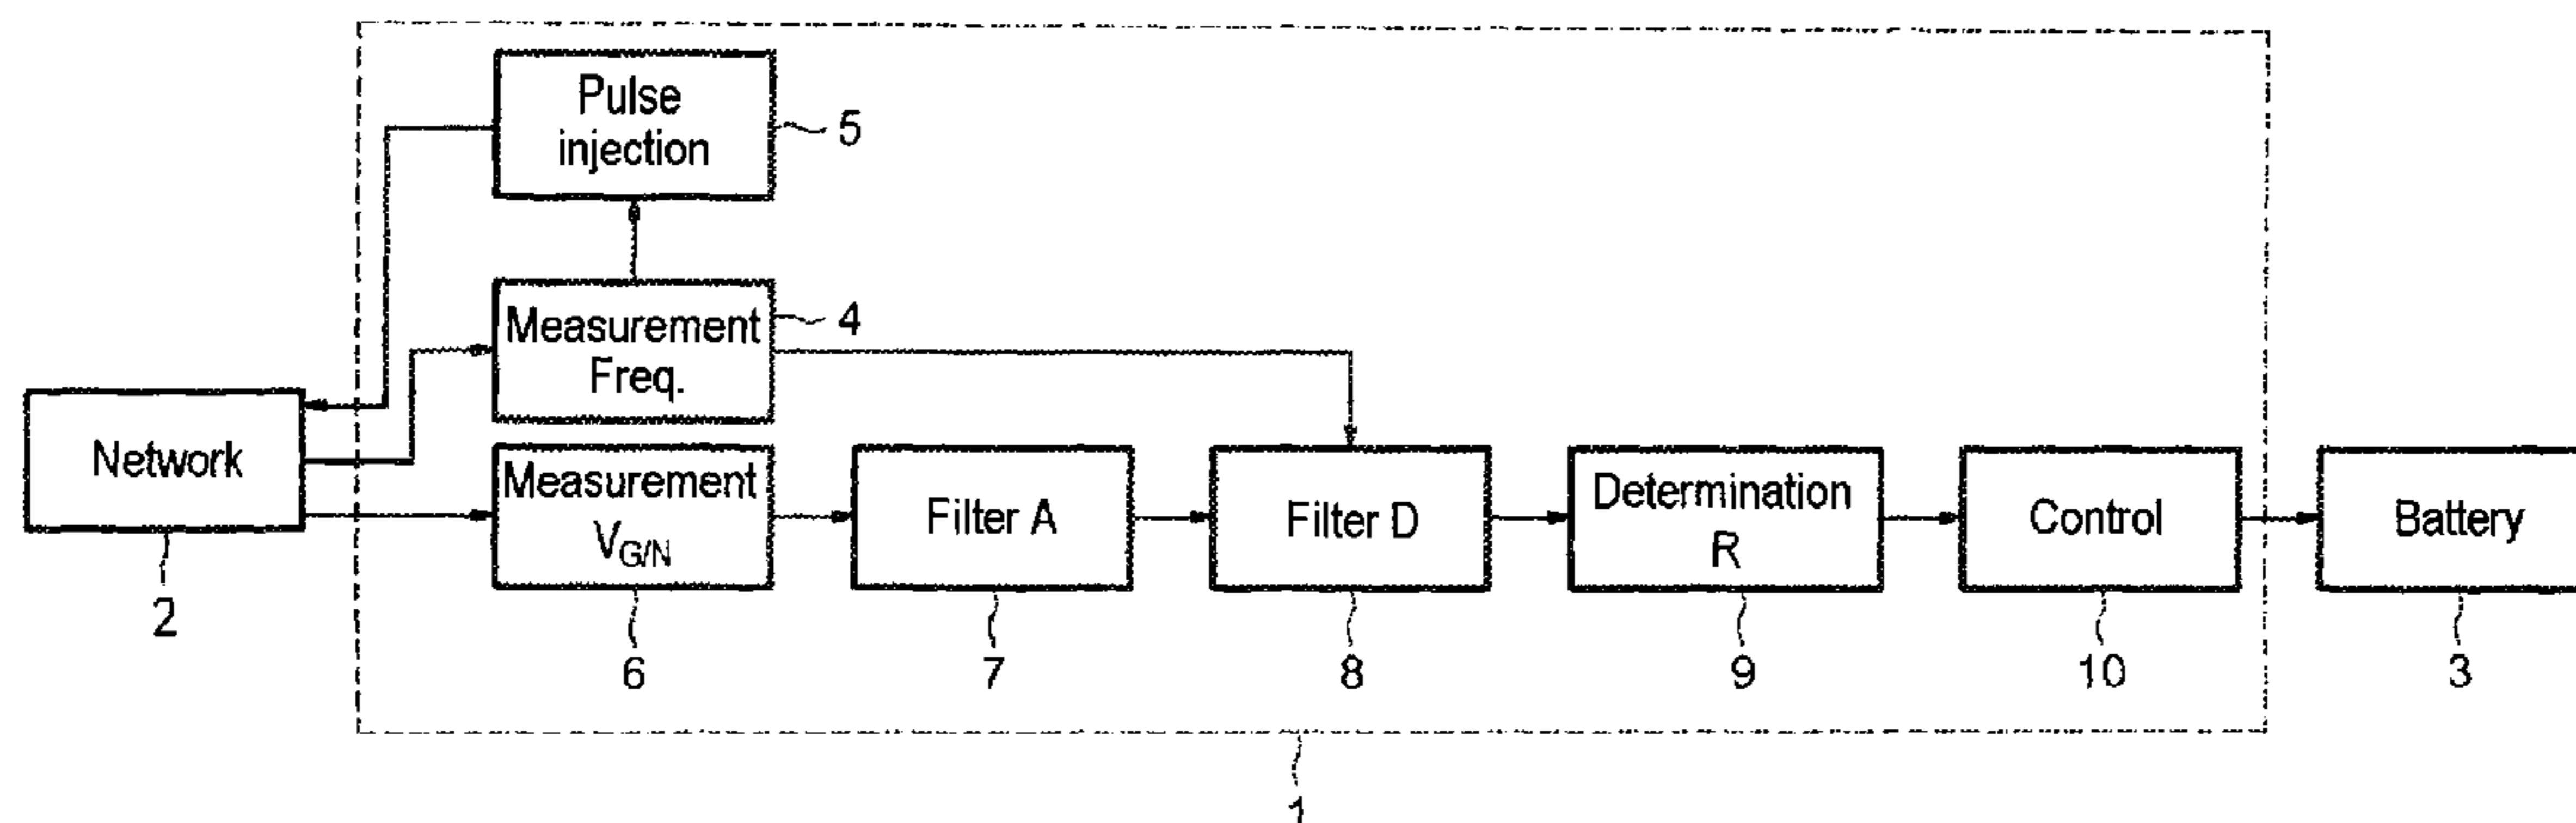 Pulse
injection
5
Measurement
Freq.
4
Network
2
Measurement
V_G/N
6
Filter A
7
Filter D
8
Determination
R
9
Control
10
Battery
3
1